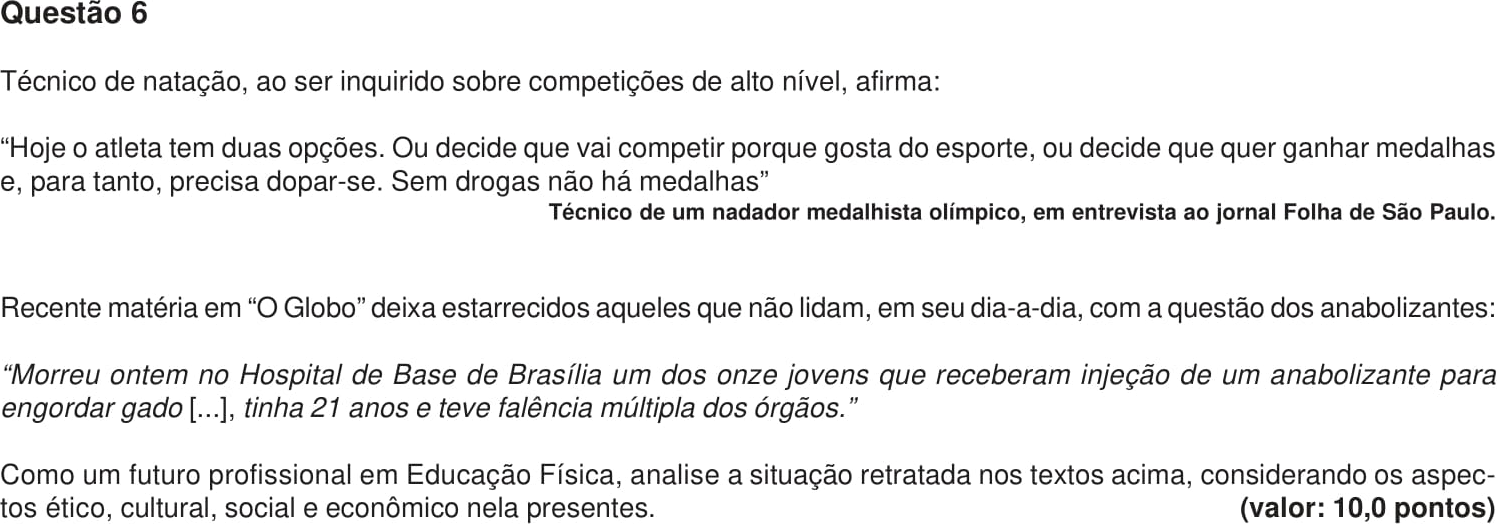 Questão 6
Técnico de natação, ao ser inquirido sobre competições de alto nível, afirma:
“Hoje o atleta tem duas opções. Ou decide que vai competir porque gosta do esporte, ou decide que quer ganhar medalhas
e, para tanto, precisa dopar-se. Sem drogas não há medalhas”
Técnico de um nadador medalhista olímpico, em entrevista ao jornal Folha de São Paulo.
Recente matéria em “O Globo” deixa estarrecidos aqueles que não lidam, em seu dia-a-dia, com a questão dos anabolizantes:
“Morreu ontem no Hospital de Base de Brasília um dos onze jovens que receberam injeção de um anabolizante para
engordar gado [...], tinha 21 anos e teve falência múltipla dos órgãos.”
Como um futuro profissional em Educação Física, analise a situação retratada nos textos acima, considerando os aspec-
tos ético, cultural, social e econômico nela presentes. (valor: 10,0 pontos)